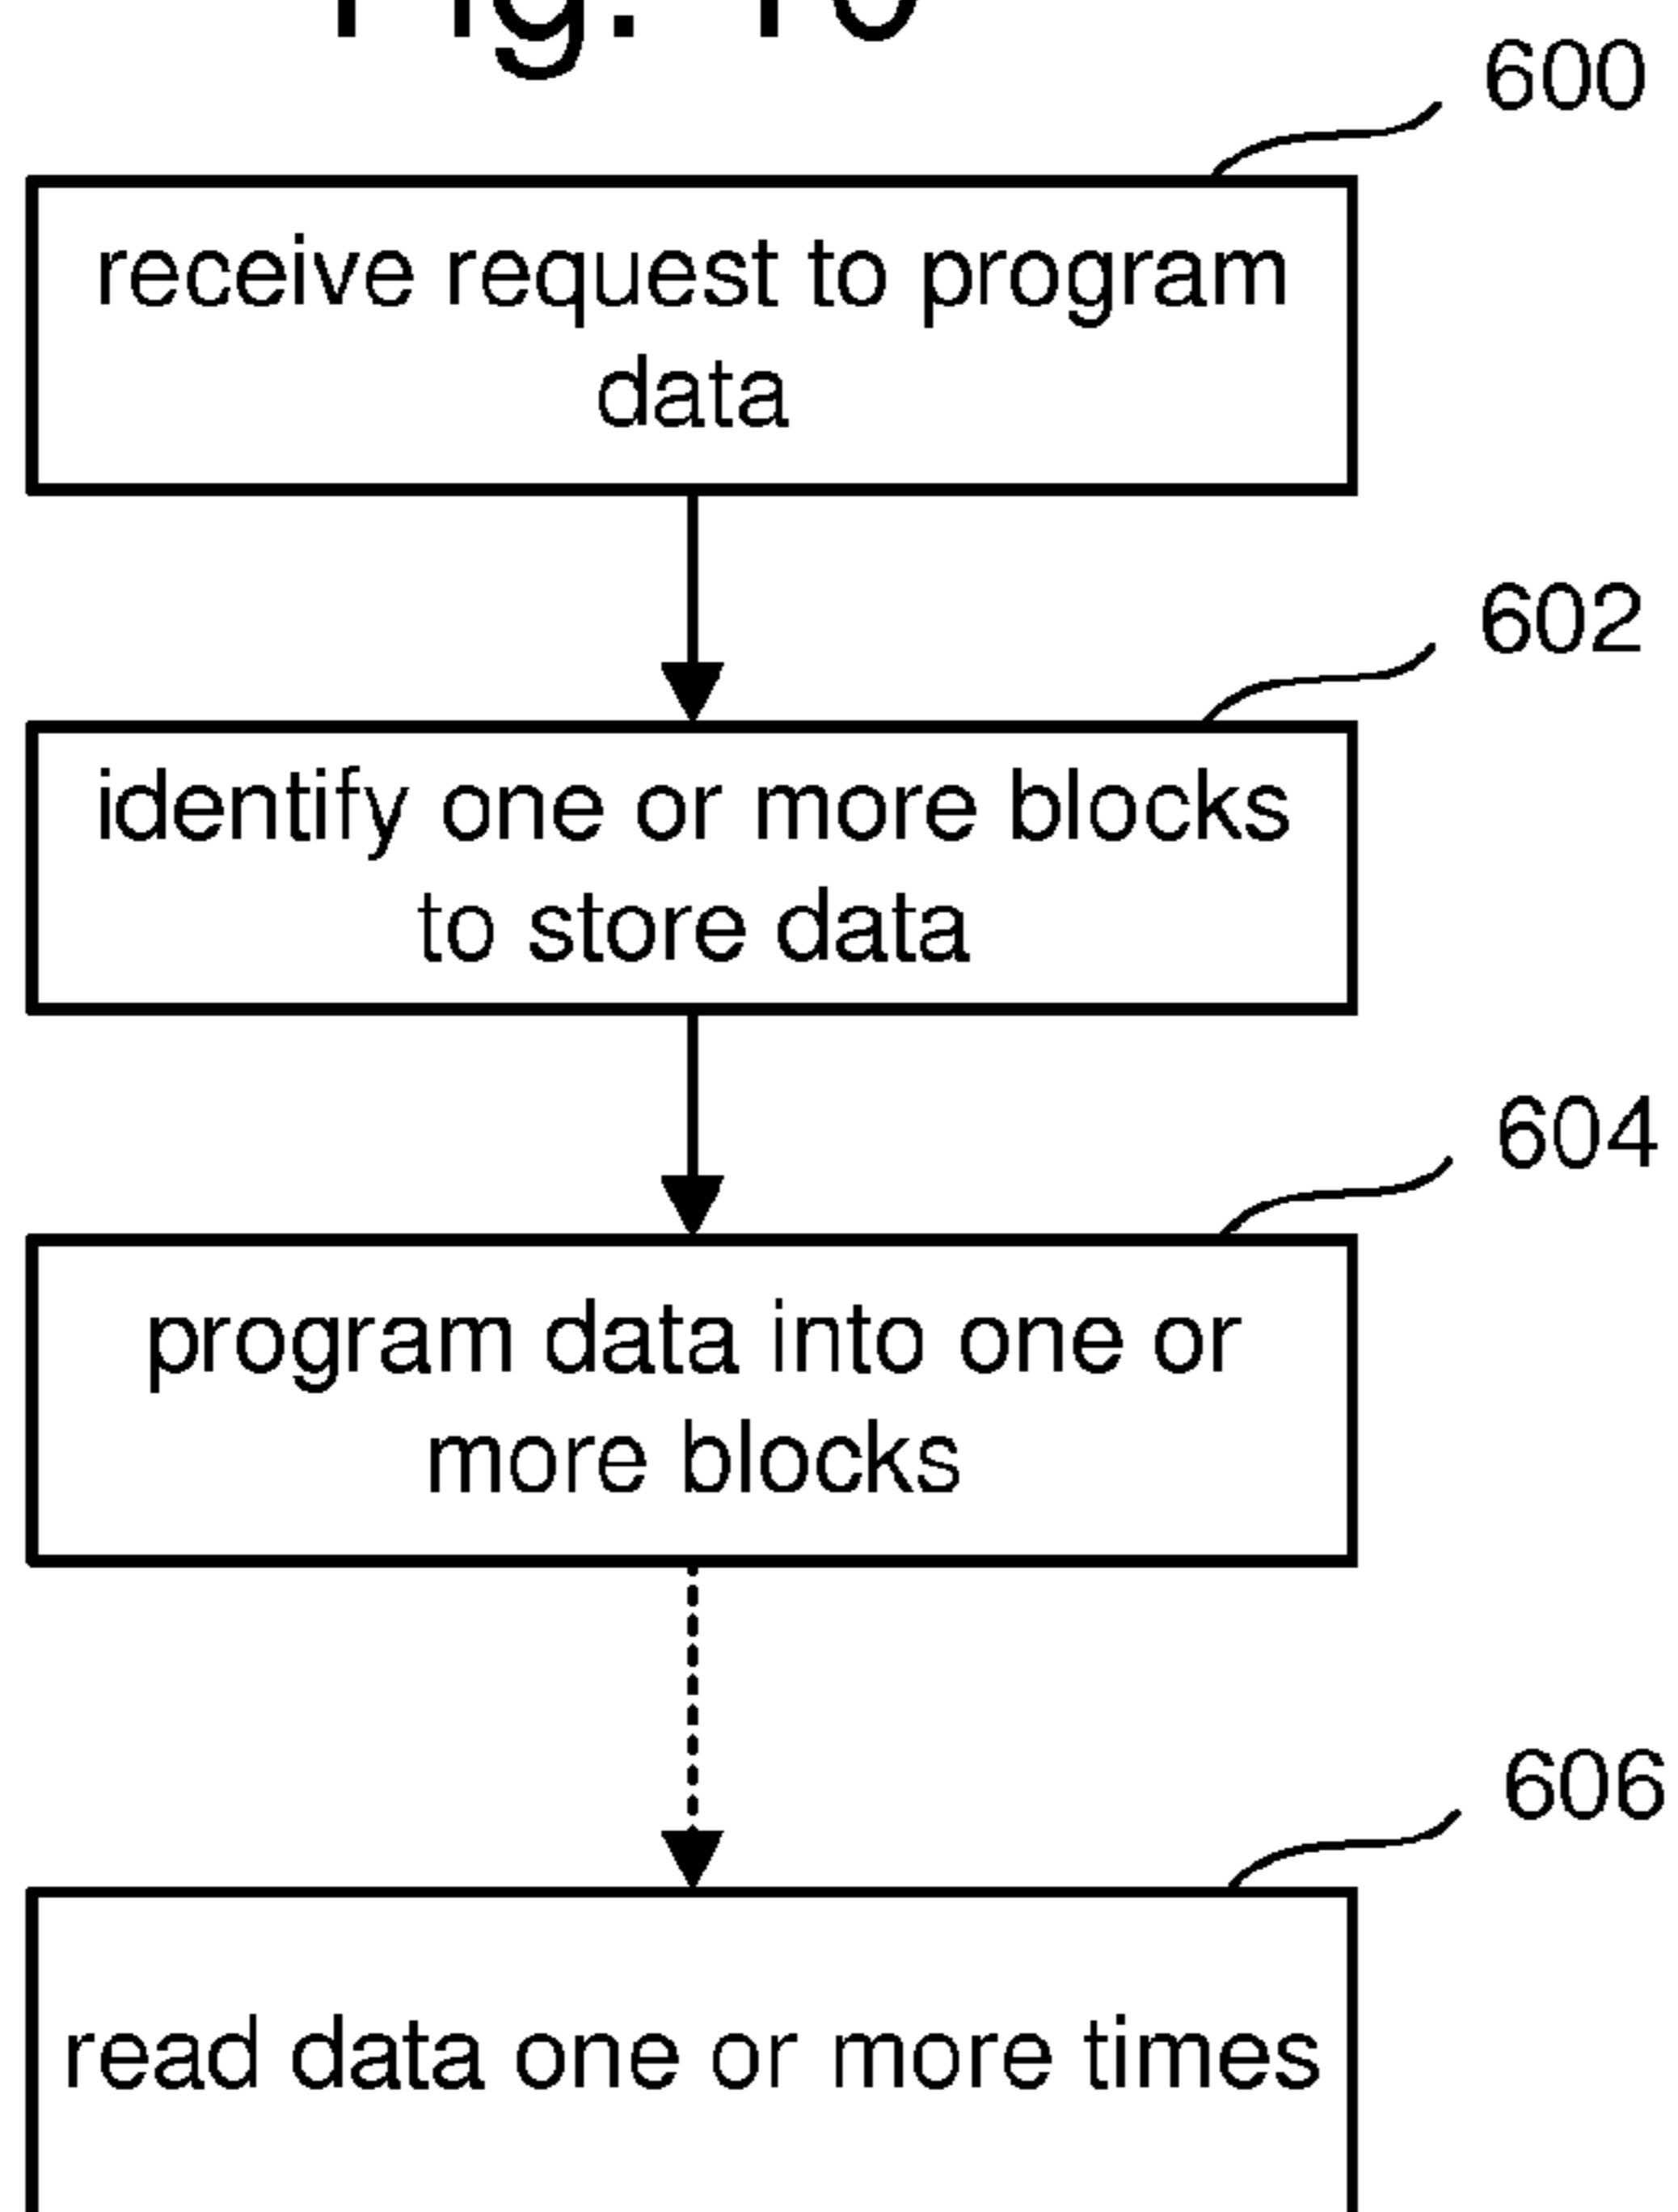 600
receive request to program
data
602
identify one or more blocks
to store data
604
program data into one or
more blocks
606
read data one or more times